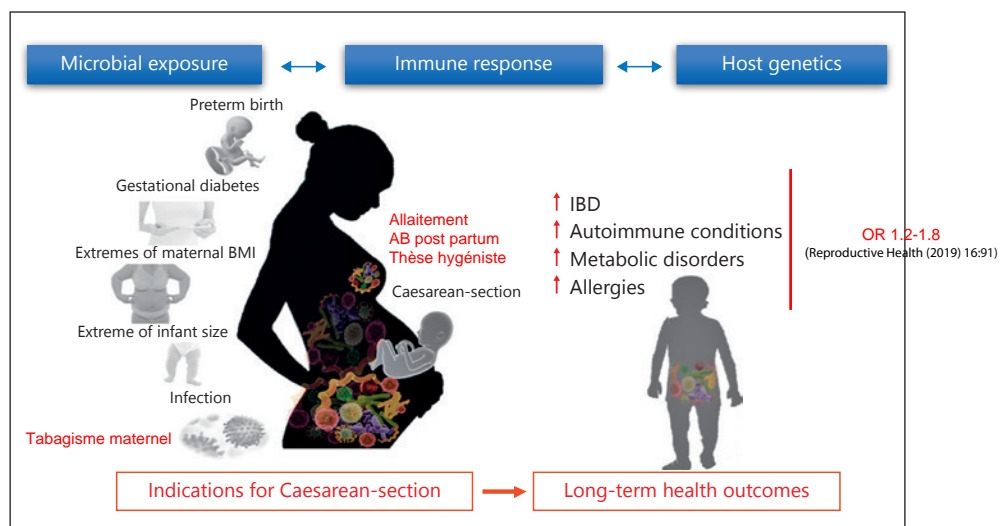 Microbial exposure
Immune response
Host genetics
Preterm birth
Gestational diabetes
Extremes of maternal BMI
Extreme of infant size
Infection
Tabagisme maternel
Allaitement
AB post partum
Thèse hygéniste
Caesarean-section
↑ IBD
↑ Autoimmune conditions
↑ Metabolic disorders
↑ Allergies
OR 1.2-1.8
(Reproductive Health (2019) 16:91)
Indications for Caesarean-section
Long-term health outcomes